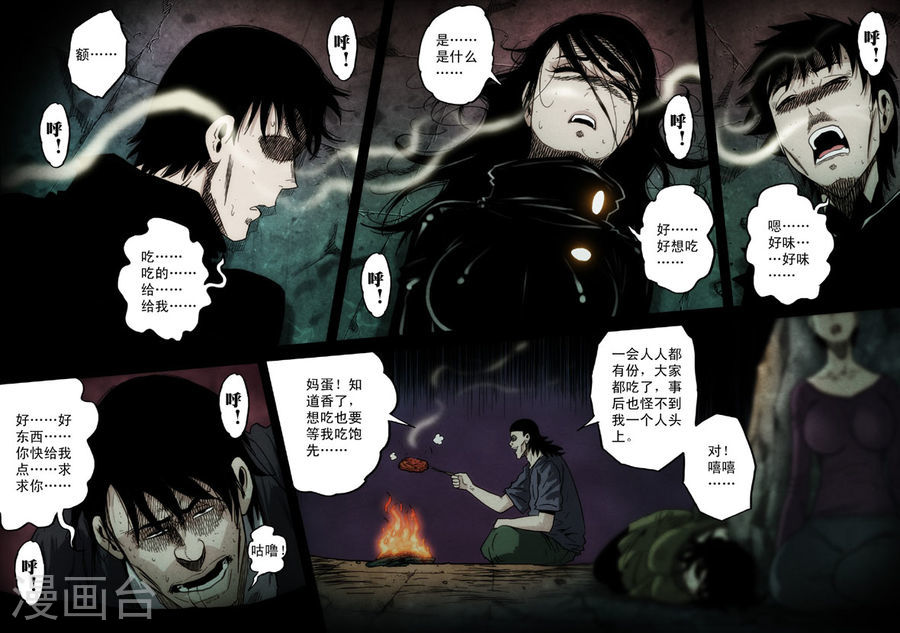 额……
呼！
呼！
吃……
吃的……
给……
给我……
是……
是什么
……
呼！
呼！
好……
好想吃
……
呼！
嗯……
好味…
…好味
……
好……好
东西……
你快给我
点……求
求你……
呼！
呼！
咕噜！
妈蛋！知
道香了，
想吃也要
等我吃饱
先……
一会人人都
有份，大家
都吃了，事
后也怪不到
我一个人头
上。
对！
嘻嘻……
漫画台